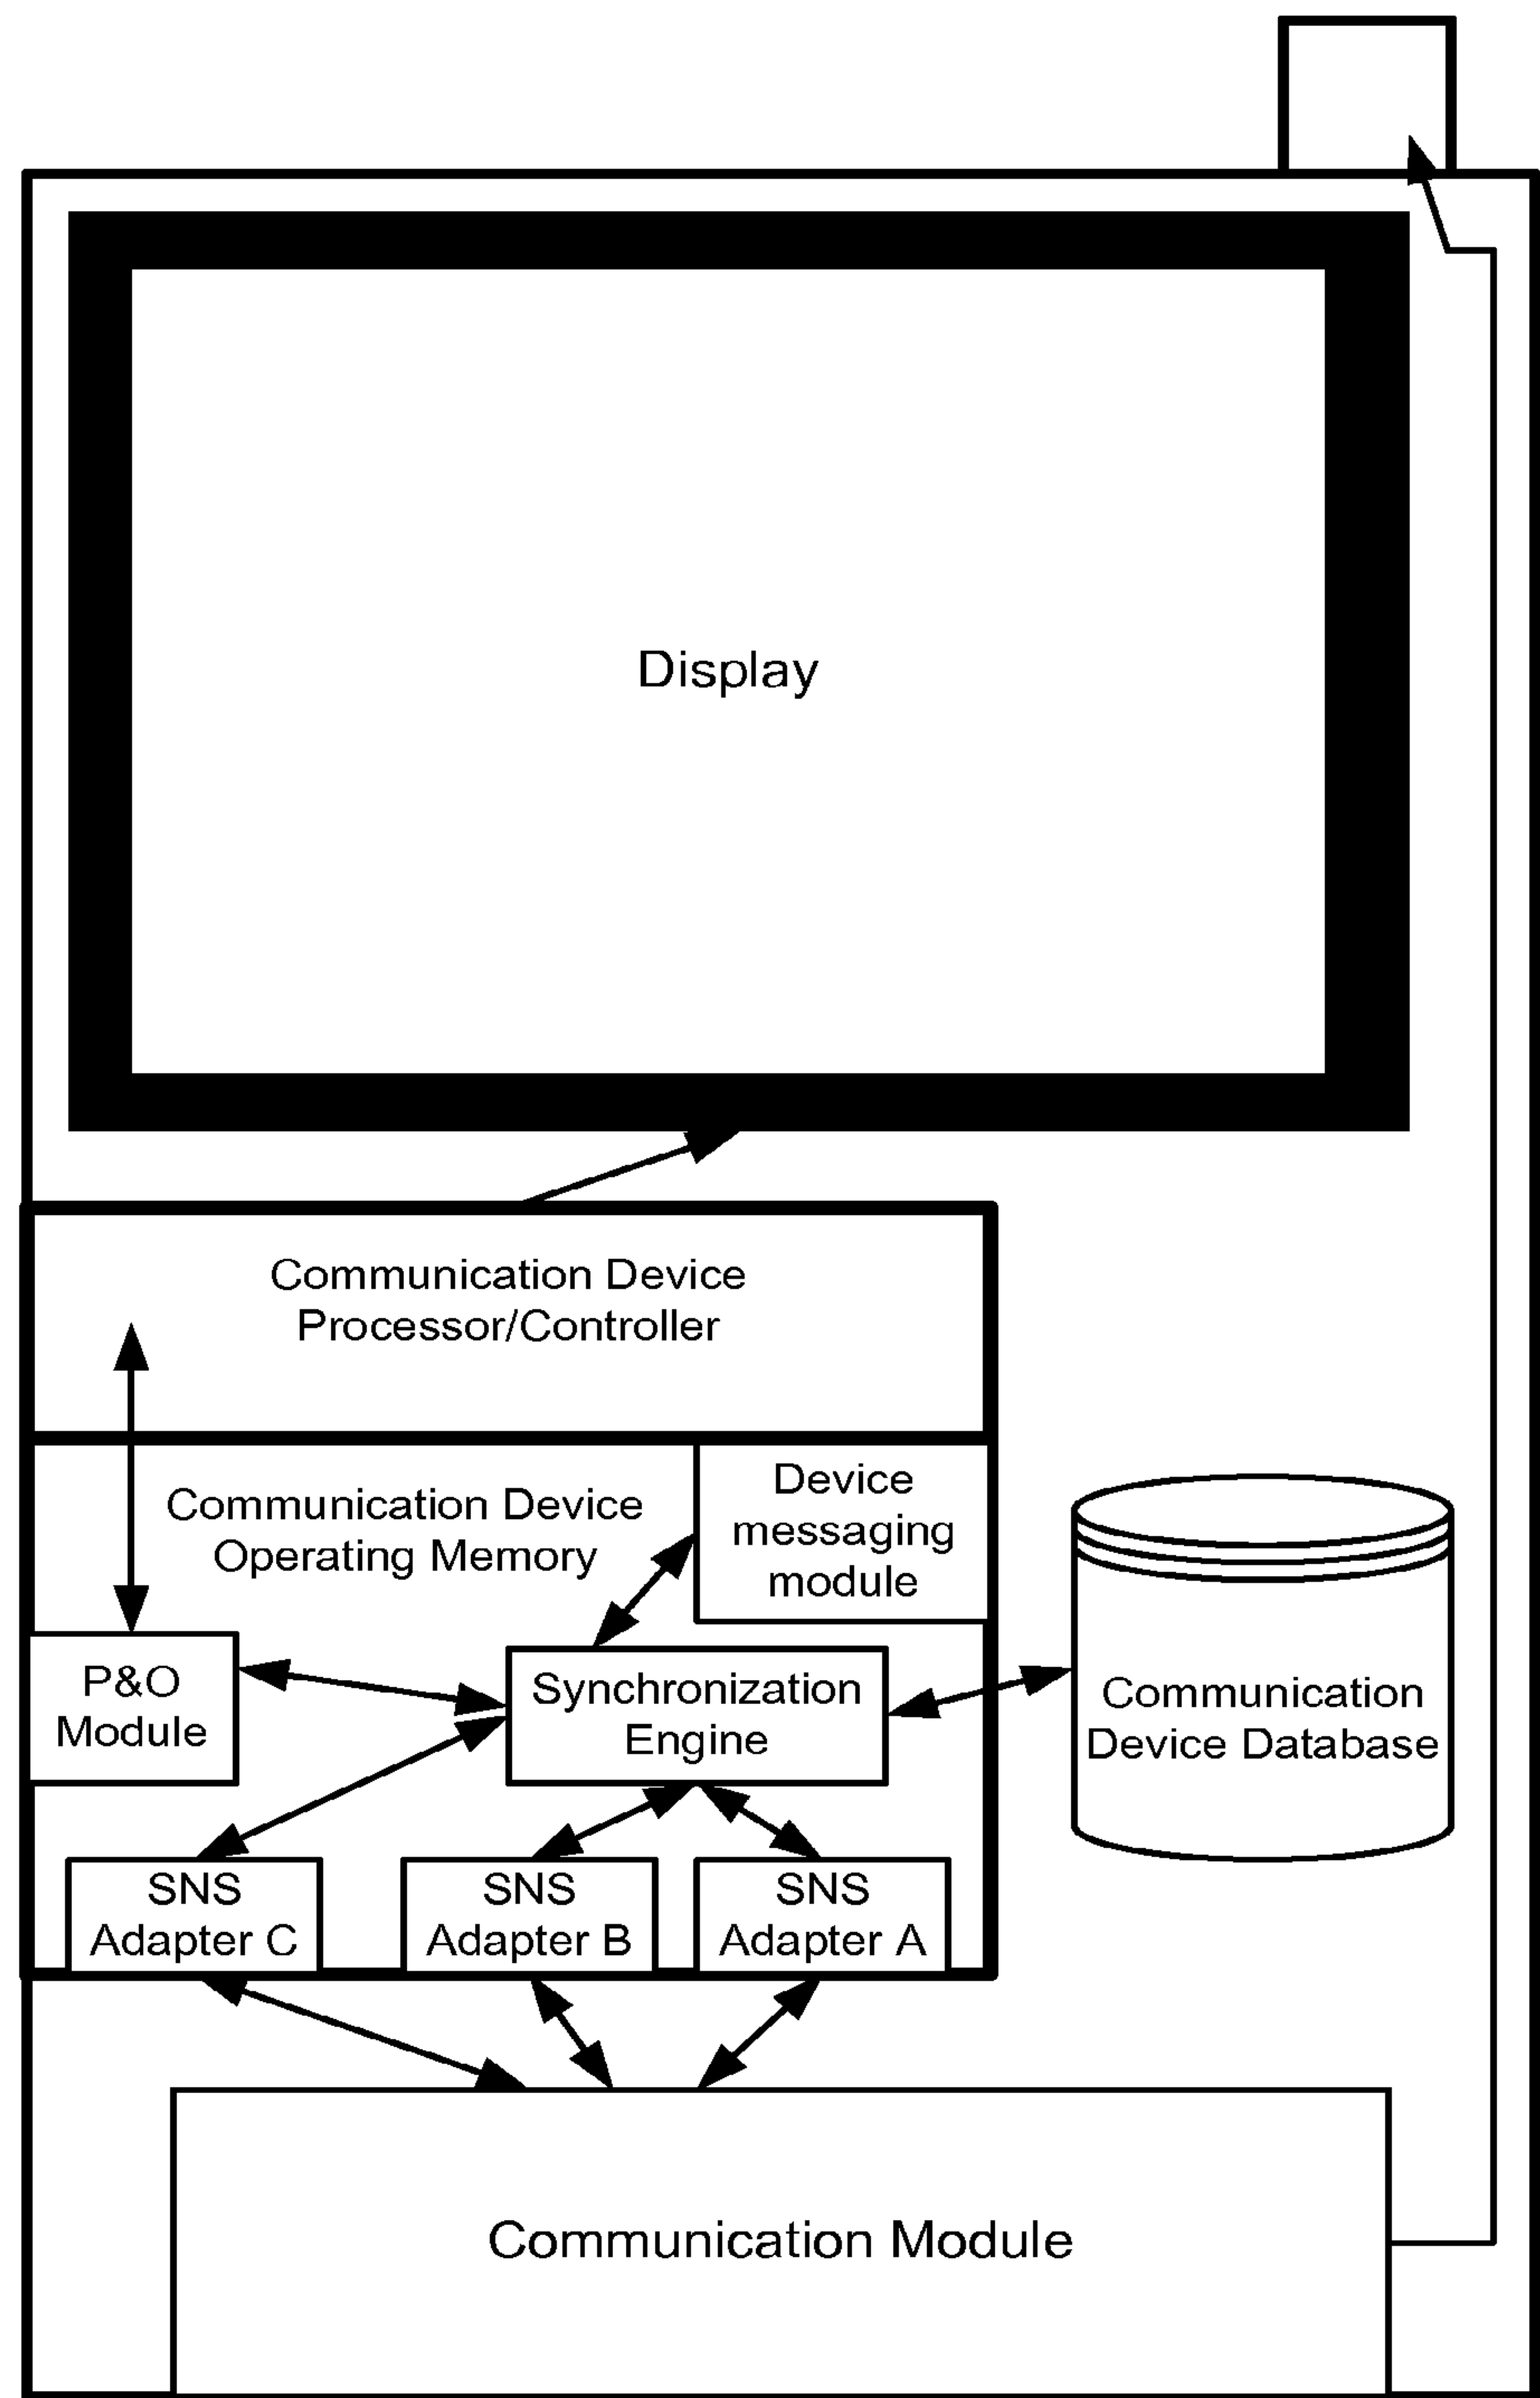 Display
Communication Device
Processor/Controller
Communication Device
Operating Memory
Device
messaging
module
P&O
Module
Synchronization
Engine
Communication
Device Database
SNS
Adapter C
SNS
Adapter B
SNS
Adapter A
Communication Module